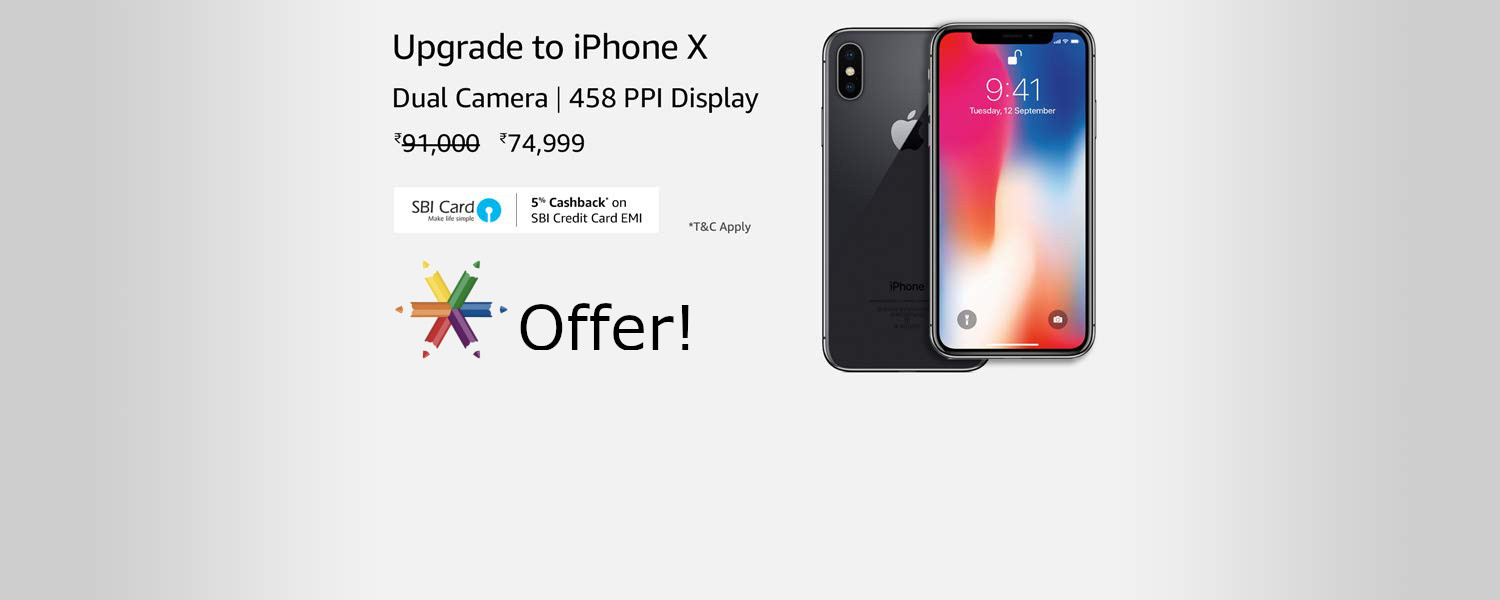 Upgrade to iPhone X
Dual Camera | 458 PPI Display
₹91,000 ₹74,999
SBI Card
Make life simple
5% Cashback* on
SBI Credit Card EMI
*T&C Apply
Offer!
9:41
Tuesday, 12 September
iPhone